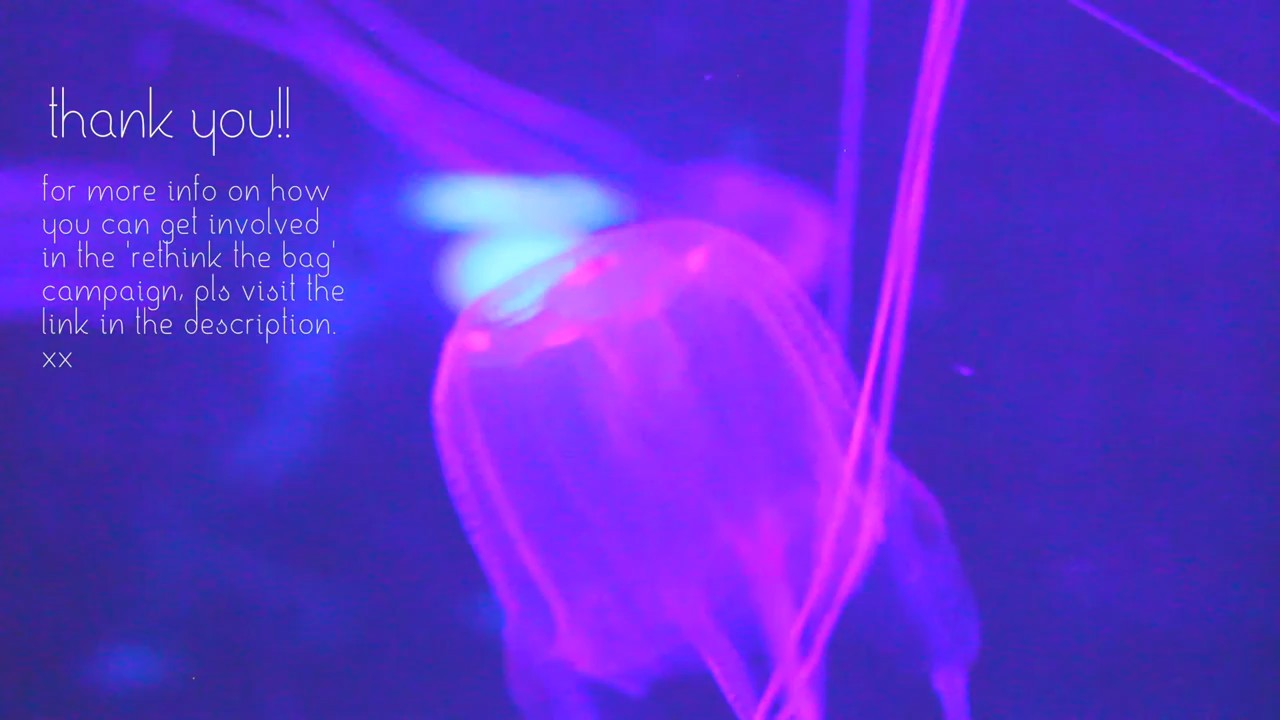 thank you!!
for more info on how
you can get involved
in the 'rethink the bag'
campaign, pls visit the
link in the description.
xx